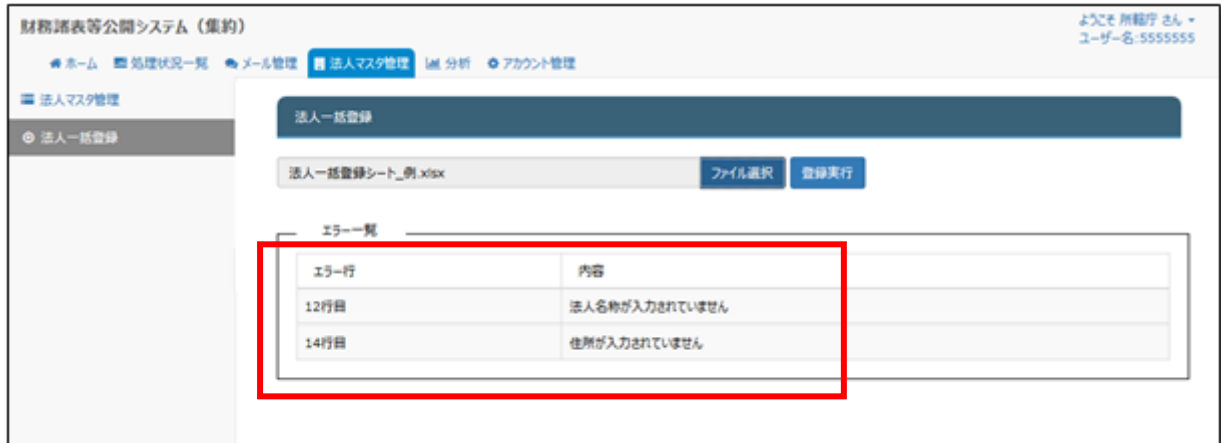 財務諸表等公開システム（集約）
ようこそ 所轄庁 さん
ユーザー名:5555555
ホーム 処理状況一覧 メール管理 法人マスタ管理 分析 アカウント管理
法人マスタ管理
法人一括登録
法人一括登録
法人一括登録シート_例.xlsx ファイル選択 登録実行
エラー一覧
エラー行 内容
12行目 法人名称が入力されていません
14行目 住所が入力されていません